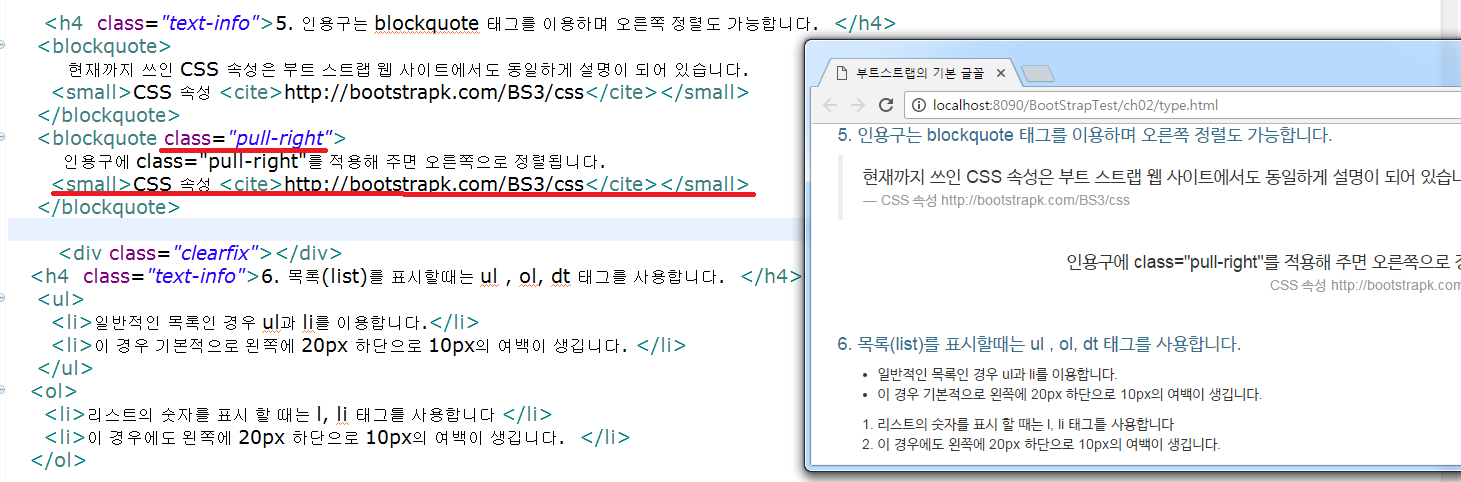 <h4 class="text-info">5. 인용구는 blockquote 태그를 이용하며 오른쪽 정렬도 가능합니다. </h4>
<blockquote>
현재까지 쓰인 CSS 속성은 부트 스트랩 웹 사이트에서도 동일하게 설명이 되어 있습니다.
<small>CSS 속성 <cite>http://bootstrapk.com/BS3/css</cite></small>
</blockquote>
<blockquote class="pull-right">
인용구에 class="pull-right"를 적용해 주면 오른쪽으로 정렬됩니다.
<small>CSS 속성 <cite>http://bootstrapk.com/BS3/css</cite></small>
</blockquote>
<div class="clearfix"></div>
<h4 class="text-info">6. 목록(list)를 표시할때는 ul , ol, dt 태그를 사용합니다. </h4>
<ul>
<li>일반적인 목록인 경우 ul과 li를 이용합니다.</li>
<li>이 경우 기본적으로 왼쪽에 20px 하단으로 10px의 여백이 생깁니다. </li>
</ul>
<ol>
<li>리스트의 숫자를 표시 할 때는 l, li 태그틀 사용합니다 </li>
<li>이 경우에도 왼쪽에 20px 하단으로 10px의 여백이 생깁니다. </li>
</ol>
부트스트랩의 기본 글꼴
localhost:8090/BootStrapTest/ch02/type.html
5. 인용구는 blockquote 태그를 이용하며 오른쪽 정렬도 가능합니다.
현재까지 쓰인 CSS 속성은 부트 스트랩 웹 사이트에서도 동일하게 설명이 되어 있습니
— CSS 속성 http://bootstrapk.com/BS3/css
인용구에 class="pull-right"를 적용해 주면 오른쪽으로 정
CSS 속성 http://bootstrapk.com
6. 목록(list)를 표시할때는 ul , ol, dt 태그를 사용합니다.
• 일반적인 목록인 경우 ul과 li를 이용합니다.
• 이 경우 기본적으로 왼쪽에 20px 하단으로 10px의 여백이 생깁니다.
1. 리스트의 숫자를 표시 할 때는 l, li 태그틀 사용합니다
2. 이 경우에도 왼쪽에 20px 하단으로 10px의 여백이 생깁니다.